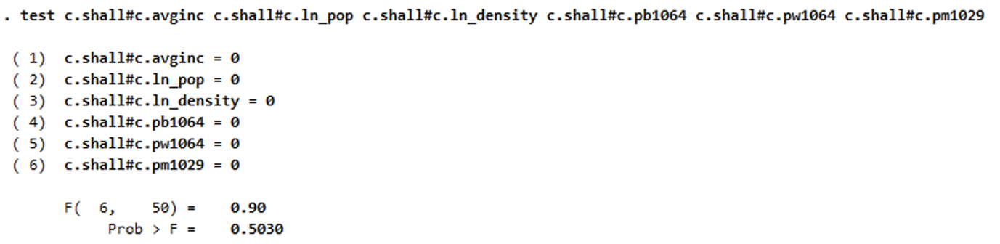 . test c.shall#c.avginc c.shall#c.ln_pop c.shall#c.ln_density c.shall#c.pb1064 c.shall#c.pw1064 c.shall#c.pm1029
( 1) c.shall#c.avginc = 0
( 2) c.shall#c.ln_pop = 0
( 3) c.shall#c.ln_density = 0
( 4) c.shall#c.pb1064 = 0
( 5) c.shall#c.pw1064 = 0
( 6) c.shall#c.pm1029 = 0
F( 6, 50) = 0.90
Prob > F = 0.5030